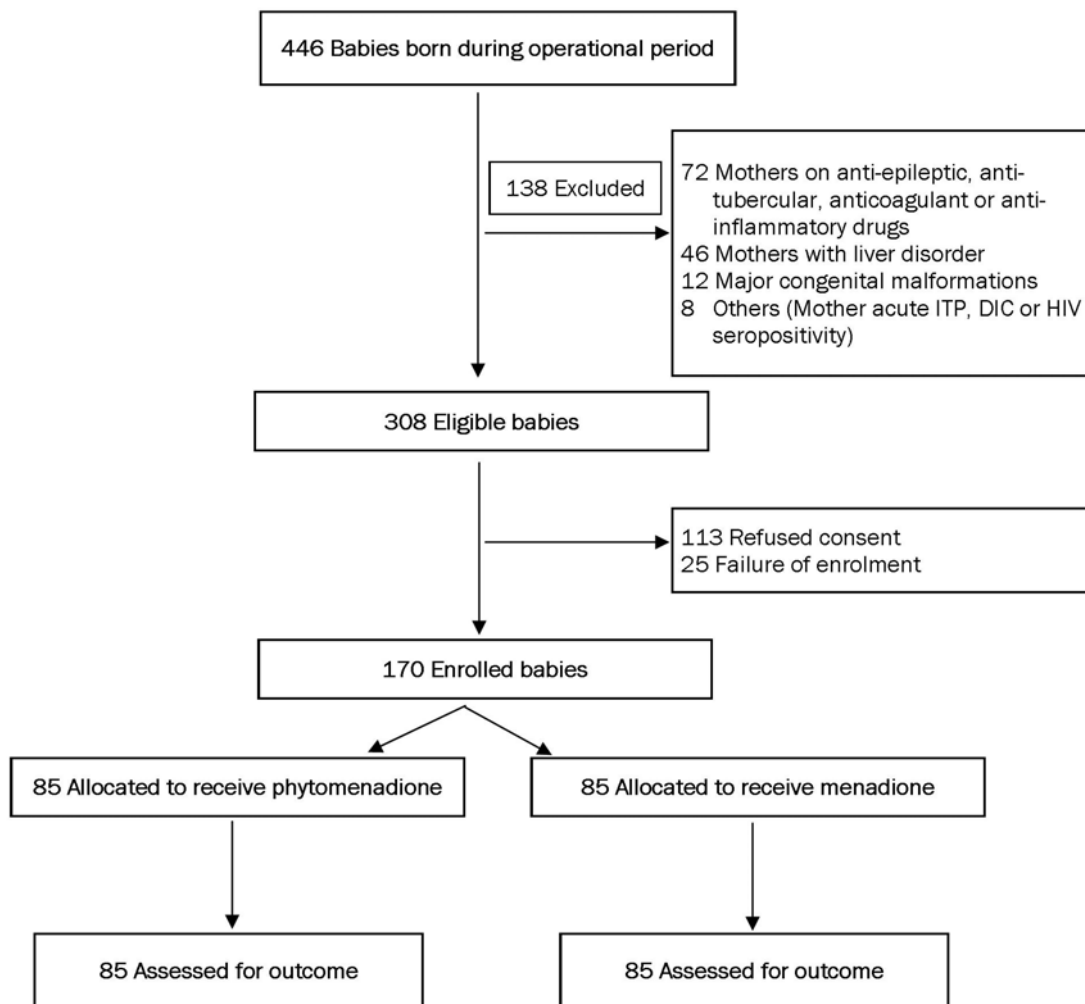 446 Babies born during operational period
138 Excluded
72 Mothers on anti-epileptic, anti-
tubercular, anticoagulant or anti-
inflammatory drugs
46 Mothers with liver disorder
12 Major congenital malformations
8 Others (Mother acute ITP, DIC or HIV
seropositivity)
308 Eligible babies
113 Refused consent
25 Failure of enrolment
170 Enrolled babies
85 Allocated to receive phytomenadione
85 Allocated to receive menadione
85 Assessed for outcome
85 Assessed for outcome